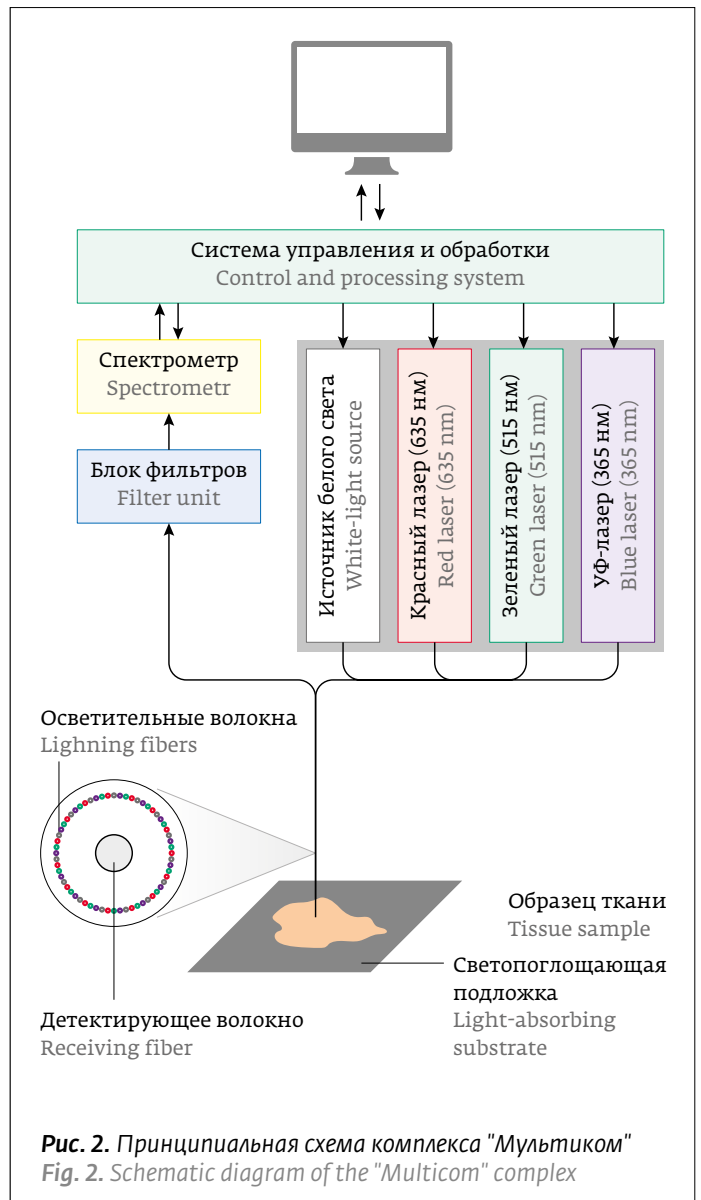 Система управления и обработки
Control and processing system
Спектрометр
Spectrometr
Блок фильтров
Filter unit
Источник белого света
White-light source
Красный лазер (635 нм)
Red laser (635 nm)
Зеленый лазер (515 нм)
Green laser (515 nm)
УФ-лазер (365 нм)
Blue laser (365 nm)
Осветительные волокна
Lighning fibers
Образец ткани
Tissue sample
Светопоглощающая
подложка
Light-absorbing
substrate
Детектирующее волокно
Receiving fiber
Рис. 2. Принципиальная схема комплекса "Мультиком"
Fig. 2. Schematic diagram of the "Multicom" complex